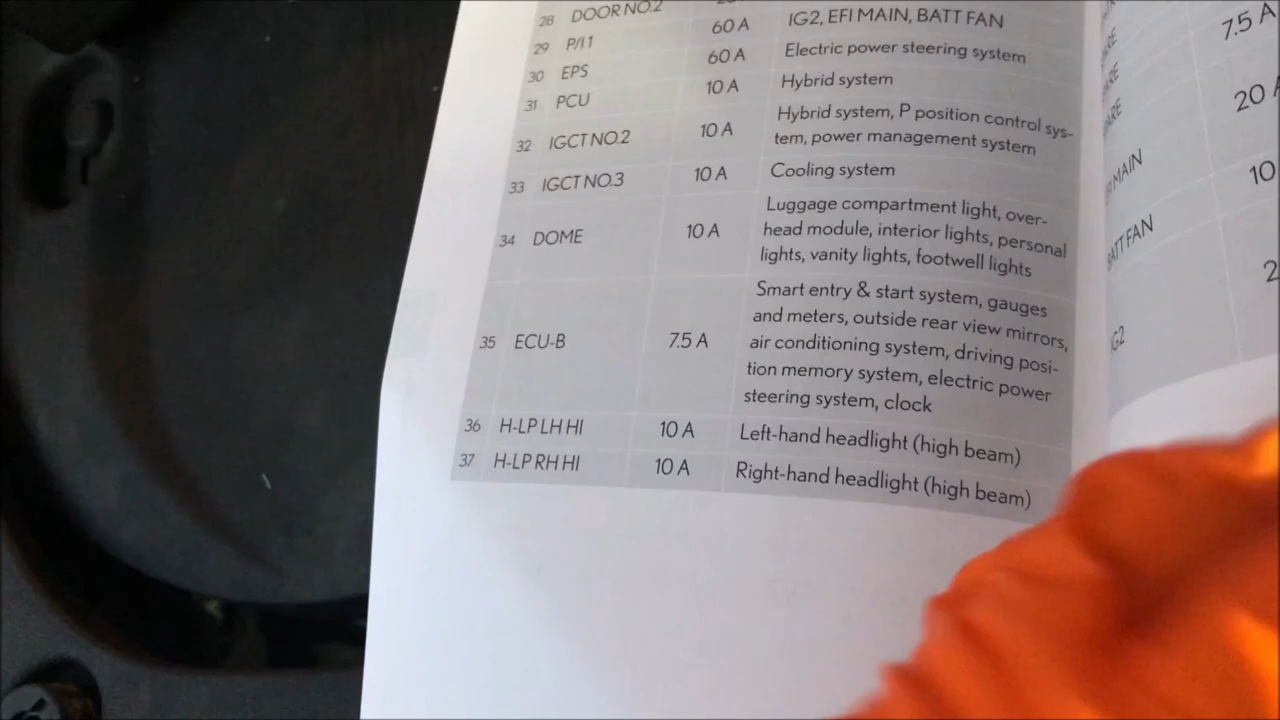 28 DOOR NO.2
29 P/I 1 60 A IG2, EFI MAIN, BATT FAN
30 EPS 60 A Electric power steering system
31 PCU 10 A Hybrid system
32 IGCT NO.2 10 A Hybrid system, P position control sys-
tem, power management system
33 IGCT NO.3 10 A Cooling system
34 DOME 10 A Luggage compartment light, over-
head module, interior lights, personal
lights, vanity lights, footwell lights
35 ECU-B 7.5 A Smart entry & start system, gauges
and meters, outside rear view mirrors,
air conditioning system, driving posi-
tion memory system, electric power
steering system, clock
36 H-LP LH HI 10 A Left-hand headlight (high beam)
37 H-LP RH HI 10 A Right-hand headlight (high beam)
7.5 A
20 A
MAIN
10
BATT FAN
2
IG2